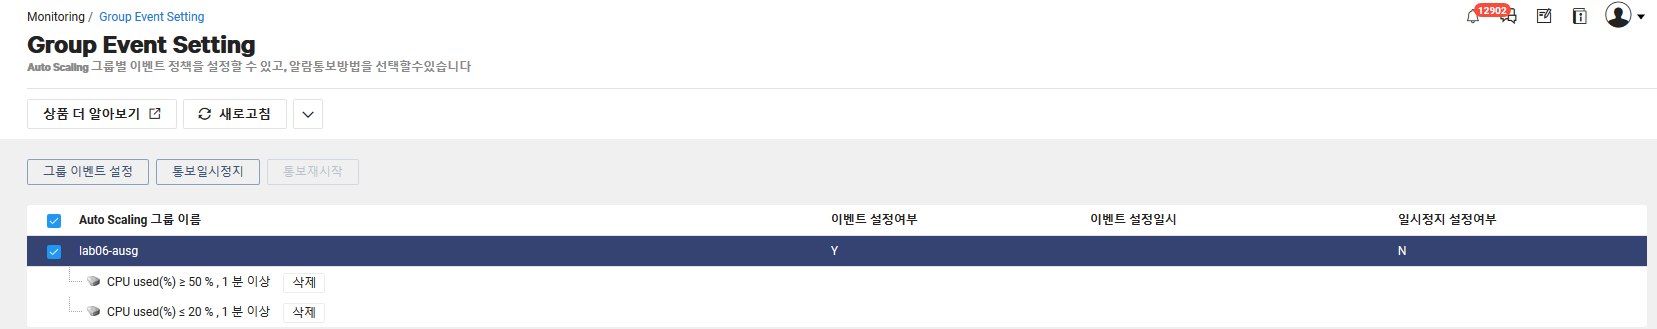 Monitoring / Group Event Setting
12902
Group Event Setting
Auto Scaling 그룹별 이벤트 정책을 설정할 수 있고, 알람통보방법을 선택할수있습니다
상품 더 알아보기 새로고침
그룹 이벤트 설정 통보일시정지 통보재시작
Auto Scaling 그룹 이름 이벤트 설정여부 이벤트 설정일시 일시정지 설정여부
lab06-ausg Y N
CPU used(%) ≥ 50 % , 1 분 이상 삭제
CPU used(%) ≤ 20 % , 1 분 이상 삭제